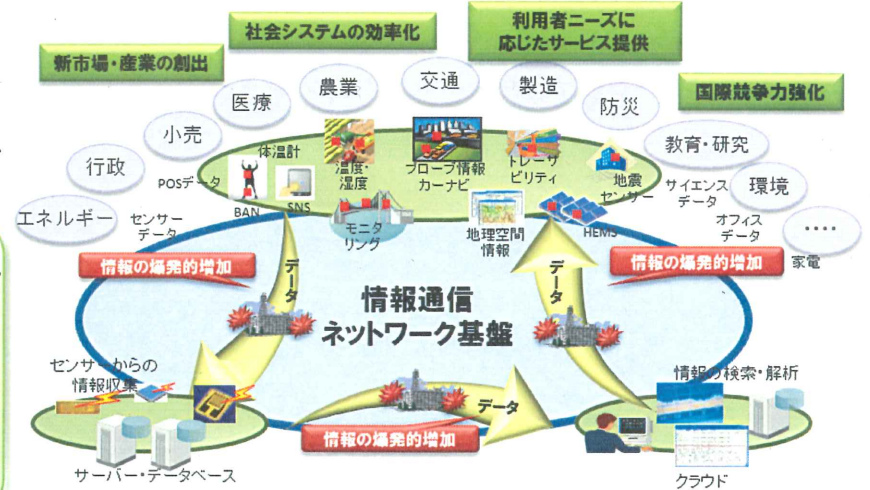 社会システムの効率化
利用者ニーズに
応じたサービス提供
新市場・産業の創出
国際競争力強化
エネルギー
行政
小売
医療
農業
交通
製造
防災
教育・研究
環境
....
センサー
データ
POSデータ
体温計
BAN
SNS
温度・
湿度
モニタ
リング
プローブ情報
カーナビ
地理空間
情報
トレーサ
ビリティ
HEMS
地震
センサー
サイエンス
データ
オフィス
データ
家電
情報の爆発的増加
情報の爆発的増加
データ
データ
情報通信
ネットワーク基盤
センサーからの
情報収集
情報の検索・解析
データ
情報の爆発的増加
サーバー・データベース
クラウド